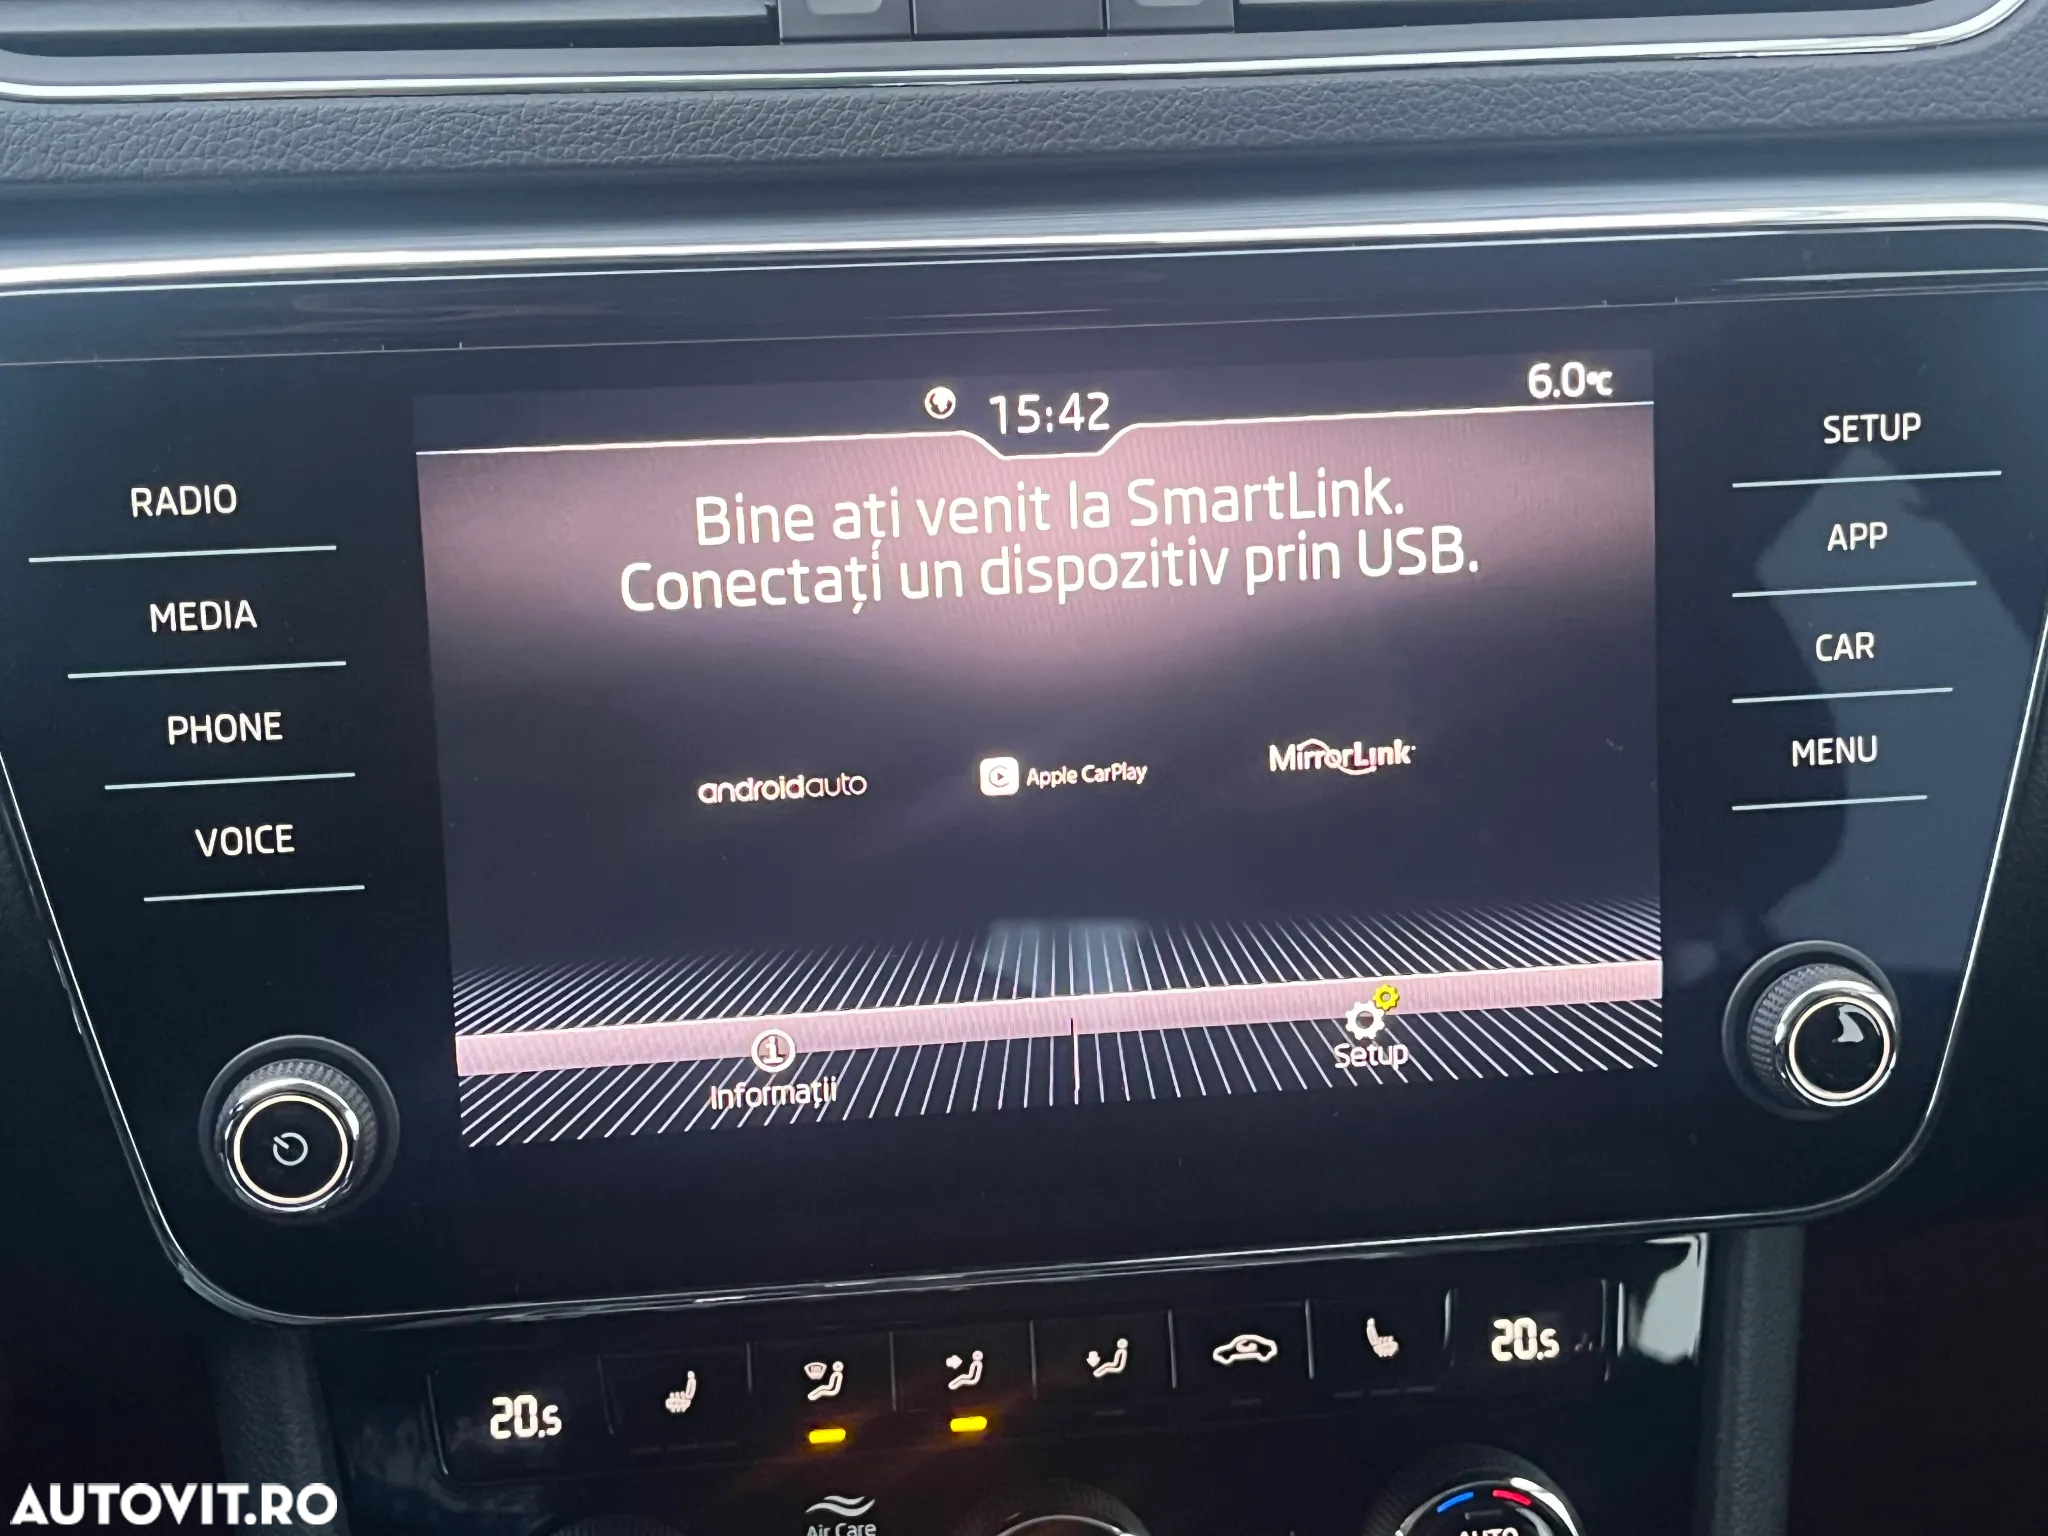 15:42
6.0°C
Bine ați venit la SmartLink.
Conectați un dispozitiv prin USB.
androidauto
Apple CarPlay
MirrorLink
Informații
Setup
RADIO
MEDIA
PHONE
VOICE
SETUP
APP
CAR
MENU
20.5
20.5
Air Care
AUTO
AUTOVIT.RO